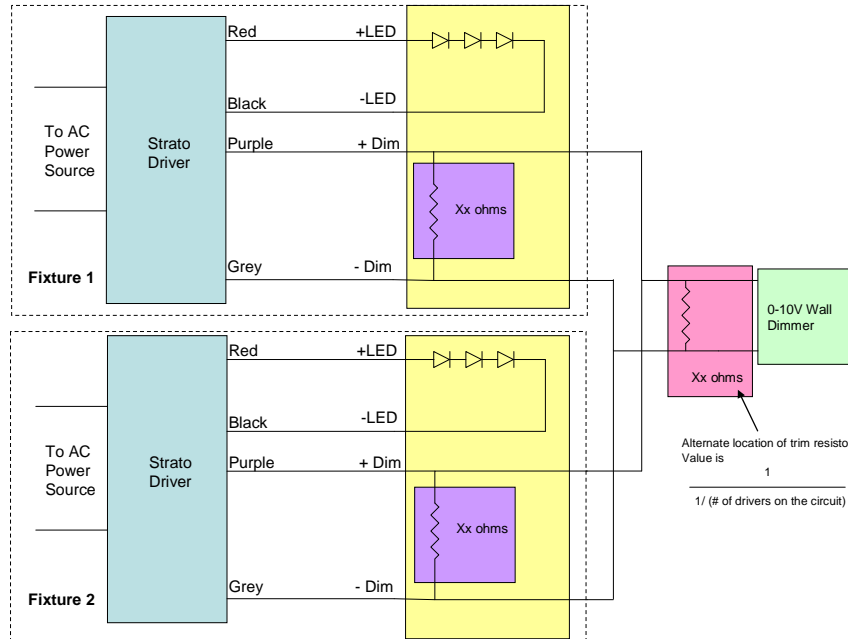 Red
+LED
Black
-LED
To AC
Power
Source
Strato
Driver
Purple
+ Dim
Xx ohms
Grey
- Dim
Fixture 1
Red
+LED
Black
-LED
To AC
Power
Source
Strato
Driver
Purple
+ Dim
Xx ohms
Grey
- Dim
Fixture 2
0-10V Wall
Dimmer
Xx ohms
Alternate location of trim resisto
Value is
1
1/ (# of drivers on the circuit)